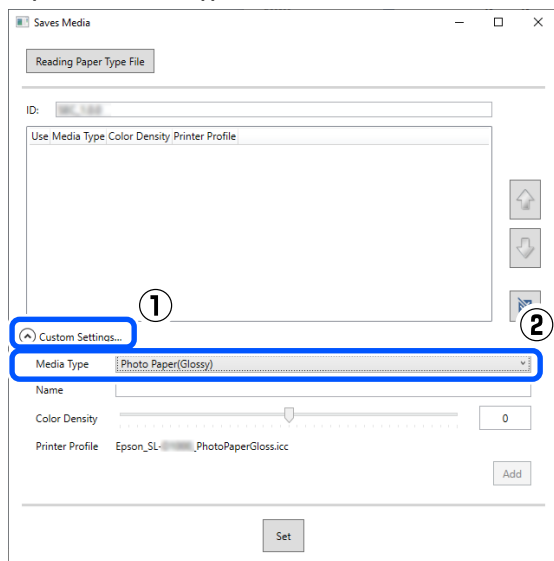 Saves Media
Reading Paper Type File
ID:
Use Media Type Color Density Printer Profile
①
Custom Settings...
②
Media Type Photo Paper(Glossy)
Name
Color Density 0
Printer Profile Epson_SL- _PhotoPaperGloss.icc
Add
Set